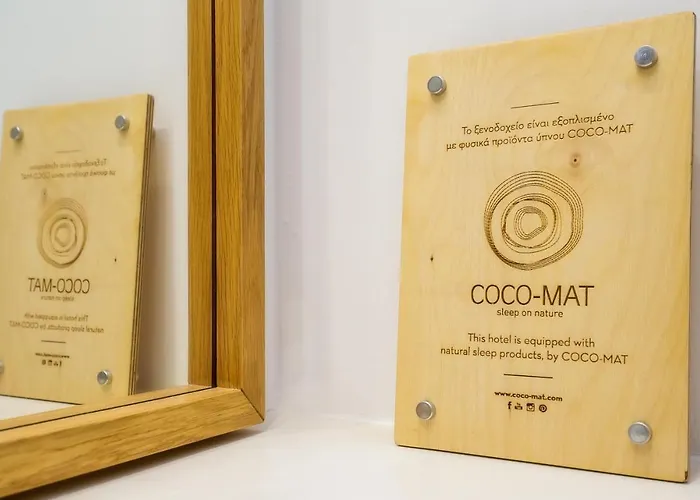 Το ξενοδοχείο είναι εξοπλισμένο
με φυσικά προϊόντα ύπνου COCO-MAT
COCO-MAT
sleep on nature
This hotel is equipped with
natural sleep products, by COCO-MAT
www.coco-mat.com